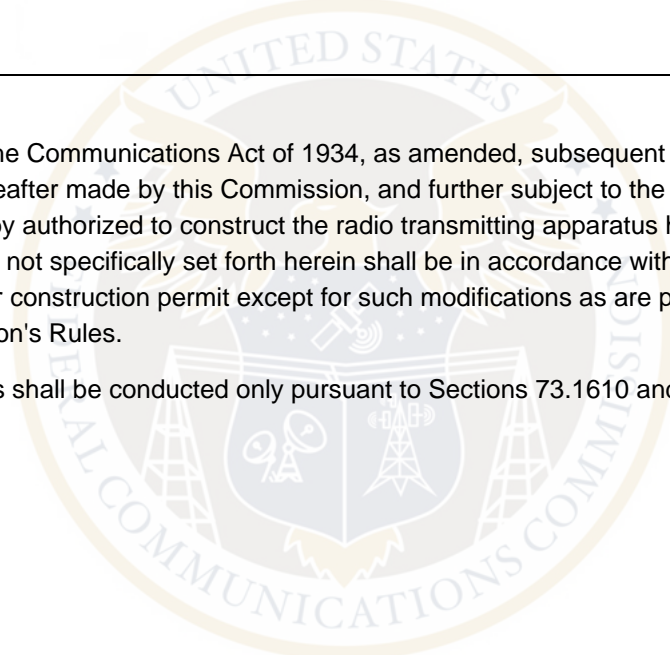 UNITED STATES
he Communications Act of 1934, as amended, subsequent
eafter made by this Commission, and further subject to the
by authorized to construct the radio transmitting apparatus
not specifically set forth herein shall be in accordance with
r construction permit except for such modifications as are p
on's Rules.
s shall be conducted only pursuant to Sections 73.1610 and
FEDERAL COMMUNICATIONS COMMISSION